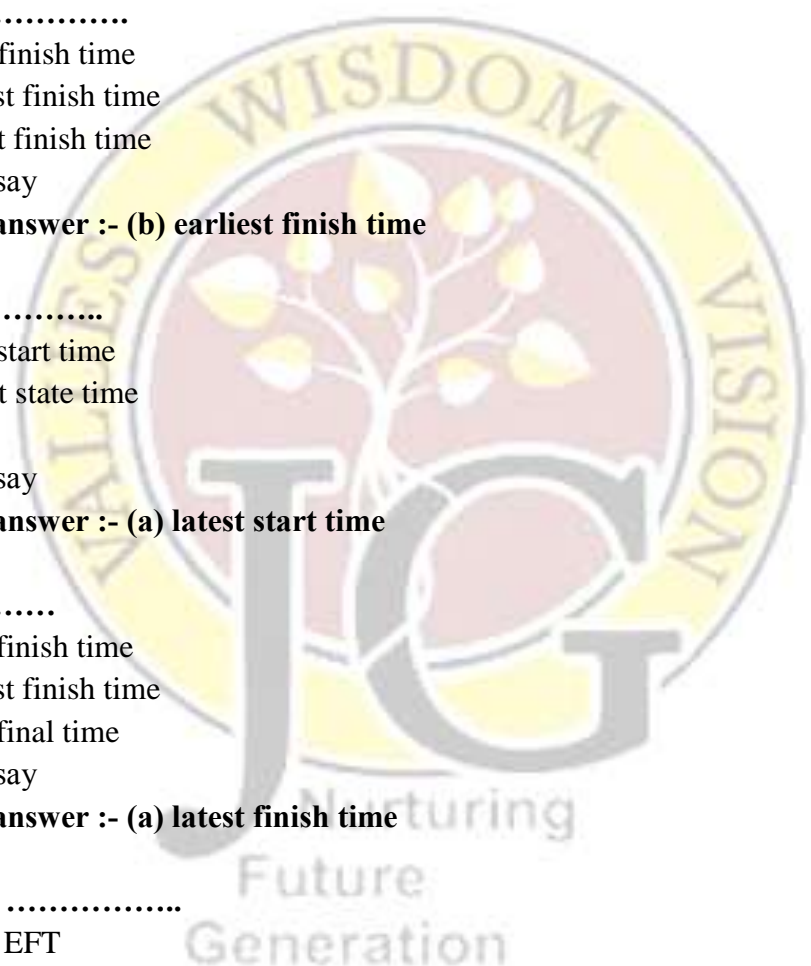 ………….
finish time
st finish time
t finish time
say
answer :- (b) earliest finish time
………..
start time
t state time
say
answer :- (a) latest start time
……
finish time
st finish time
final time
say
answer :- (a) latest finish time
……………..
EFT
VALUES WISDOM VISION
JG
Nurturing
Future
Generation